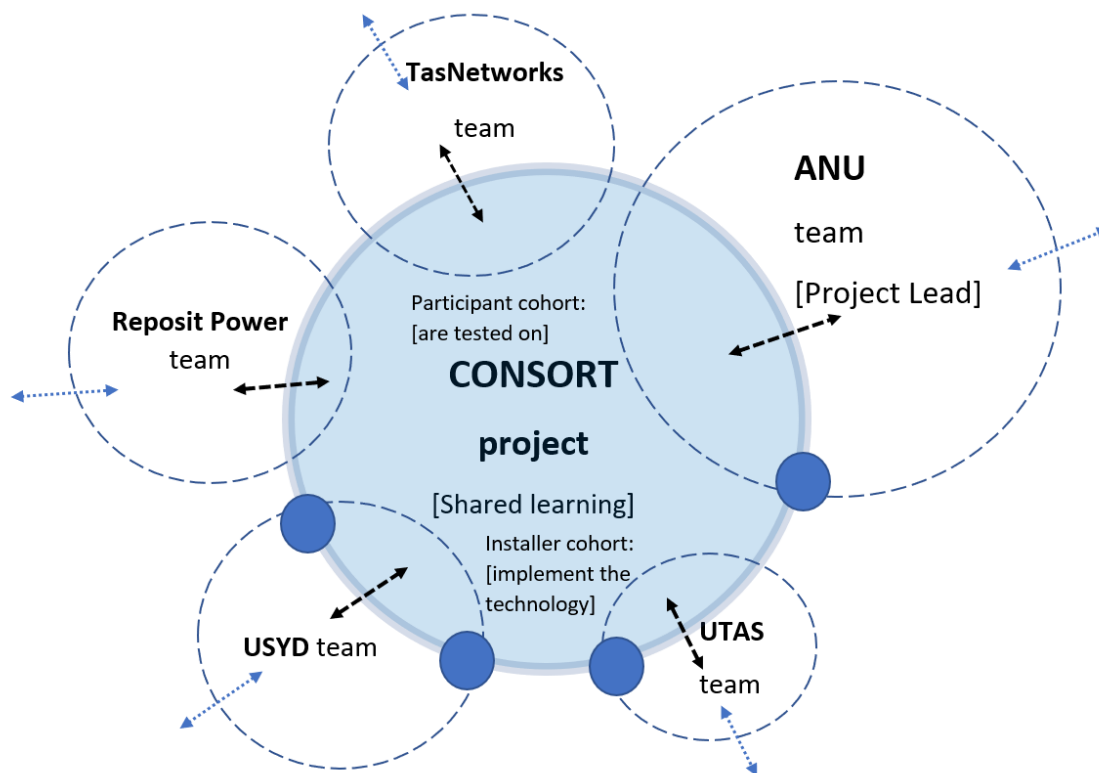 TasNetworks
team
ANU
team
[Project Lead]
Reposit Power
team
Participant cohort:
[are tested on]
CONSORT
project
[Shared learning]
Installer cohort:
[implement the
technology]
USYD team
UTAS
team